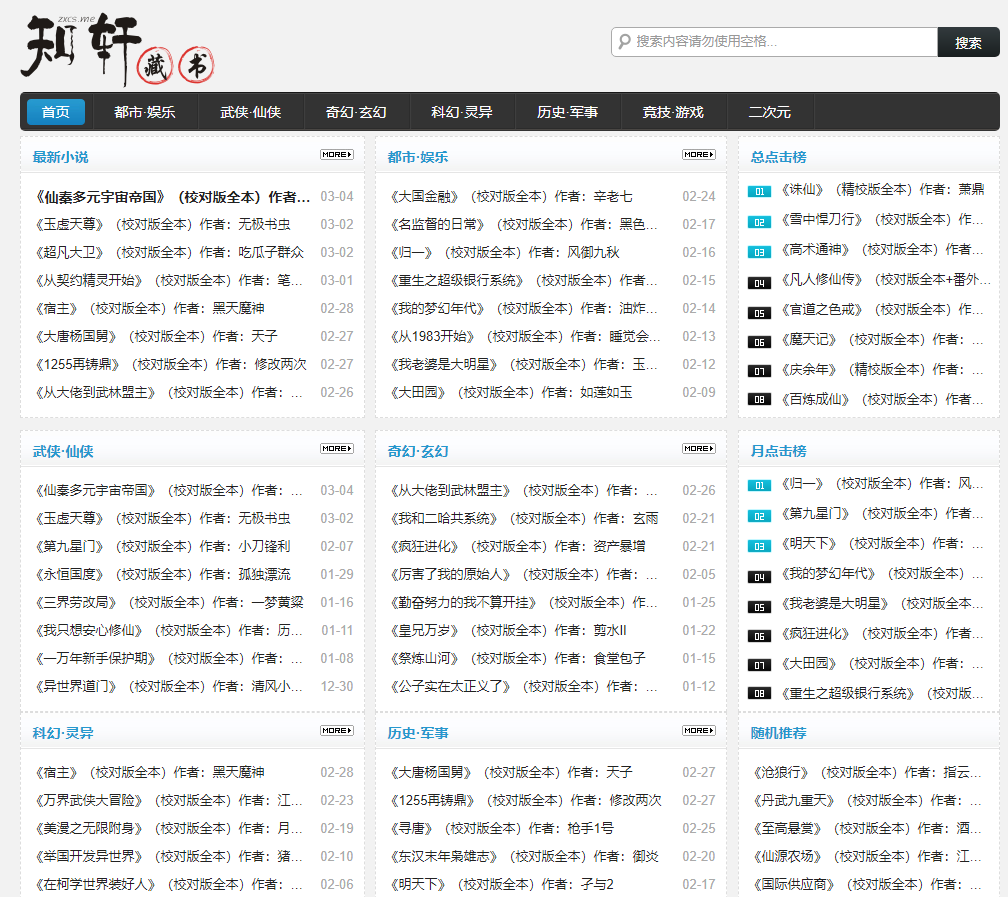 zxcs.me
知轩
藏书
搜索内容请勿使用空格...
搜索
首页
都市·娱乐
武侠·仙侠
奇幻·玄幻
科幻·灵异
历史·军事
竞技·游戏
二次元
最新小说
MORE
《仙秦多元宇宙帝国》（校对版全本）作者... 03-04
《玉虚天尊》（校对版全本）作者：无极书虫 03-02
《超凡大卫》（校对版全本）作者：吃瓜子群众 03-02
《从契约精灵开始》（校对版全本）作者：笔... 03-01
《宿主》（校对版全本）作者：黑天魔神 02-28
《大唐杨国舅》（校对版全本）作者：天子 02-27
《1255再铸鼎》（校对版全本）作者：修改两次 02-27
《从大佬到武林盟主》（校对版全本）作者：... 02-26
都市·娱乐
MORE
《大国金融》（校对版全本）作者：辛老七 02-24
《名监督的日常》（校对版全本）作者：黑色... 02-17
《归一》（校对版全本）作者：风御九秋 02-16
《重生之超级银行系统》（校对版全本）作者... 02-15
《我的梦幻年代》（校对版全本）作者：油炸... 02-14
《从1983开始》（校对版全本）作者：睡觉会... 02-13
《我老婆是大明星》（校对版全本）作者：玉... 02-12
《大田园》（校对版全本）作者：如莲如玉 02-09
总点击榜
01 《诛仙》（精校版全本）作者：萧鼎
02 《雪中悍刀行》（校对版全本）作...
03 《高术通神》（校对版全本）作者...
04 《凡人修仙传》（校对版全本+番外...
05 《官道之色戒》（校对版全本）作...
06 《魔天记》（校对版全本）作者：...
07 《庆余年》（精校版全本）作者：...
08 《百炼成仙》（校对版全本）作者...
武侠·仙侠
MORE
《仙秦多元宇宙帝国》（校对版全本）作者：... 03-04
《玉虚天尊》（校对版全本）作者：无极书虫 03-02
《第九星门》（校对版全本）作者：小刀锋利 02-07
《永恒国度》（校对版全本）作者：孤独漂流 01-29
《三界劳改局》（校对版全本）作者：一梦黄粱 01-16
《我只想安心修仙》（校对版全本）作者：历... 01-11
《一万年新手保护期》（校对版全本）作者：... 01-08
《异世界道门》（校对版全本）作者：清风小... 12-30
奇幻·玄幻
MORE
《从大佬到武林盟主》（校对版全本）作者：... 02-26
《我和二哈共系统》（校对版全本）作者：玄雨 02-21
《疯狂进化》（校对版全本）作者：资产暴增 02-21
《厉害了我的原始人》（校对版全本）作者：... 02-05
《勤奋努力的我不算开挂》（校对版全本）作... 01-25
《皇兄万岁》（校对版全本）作者：剪水II 01-22
《祭炼山河》（校对版全本）作者：食堂包子 01-15
《公子实在太正义了》（校对版全本）作者：... 01-12
月点击榜
01 《归一》（校对版全本）作者：风...
02 《第九星门》（校对版全本）作者...
03 《明天下》（校对版全本）作者：...
04 《我的梦幻年代》（校对版全本）...
05 《我老婆是大明星》（校对版全本...
06 《疯狂进化》（校对版全本）作者...
07 《大田园》（校对版全本）作者：...
08 《重生之超级银行系统》（校对版...
科幻·灵异
MORE
《宿主》（校对版全本）作者：黑天魔神 02-28
《万界武侠大冒险》（校对版全本）作者：江... 02-23
《美漫之无限附身》（校对版全本）作者：月... 02-19
《举国开发异世界》（校对版全本）作者：猪... 02-10
《在柯学世界装好人》（校对版全本）作者：... 02-06
历史·军事
MORE
《大唐杨国舅》（校对版全本）作者：天子 02-27
《1255再铸鼎》（校对版全本）作者：修改两次 02-27
《寻唐》（校对版全本）作者：枪手1号 02-25
《东汉末年枭雄志》（校对版全本）作者：御炎 02-20
《明天下》（校对版全本）作者：孑与2 02-17
随机推荐
《沧狼行》（校对版全本）作者：指云...
《丹武九重天》（校对版全本）作者：...
《至高悬赏》（校对版全本）作者：酒...
《仙源农场》（校对版全本）作者：江...
《国际供应商》（校对版全本）作者：...